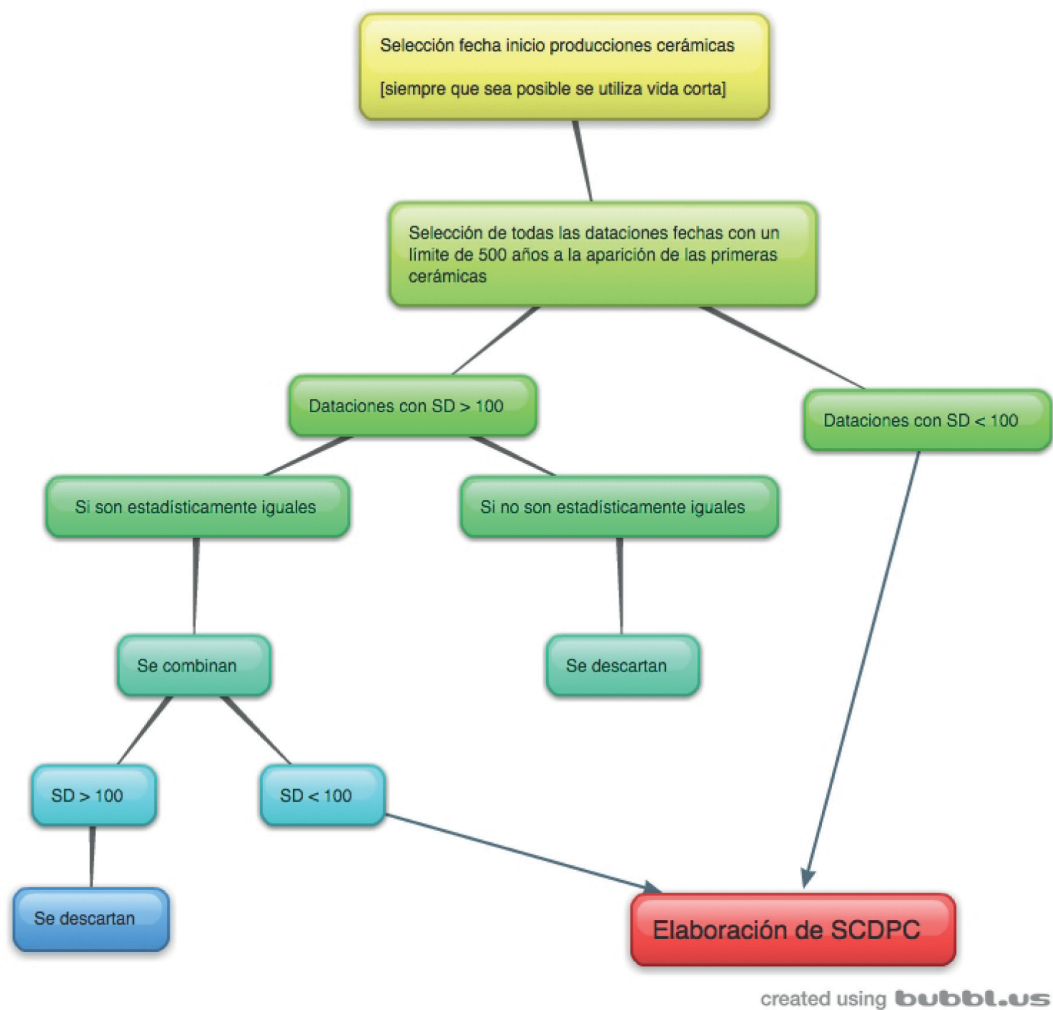 Selección fecha inicio producciones cerámicas
[siempre que sea posible se utiliza vida corta]
Selección de todas las dataciones fechas con un
límite de 500 años a la aparición de las primeras
cerámicas
Dataciones con SD > 100
Dataciones con SD < 100
Si son estadísticamente iguales
Si no son estadísticamente iguales
Se combinan
Se descartan
SD > 100
SD < 100
Se descartan
Elaboración de SCDPC
created using bubbl.us